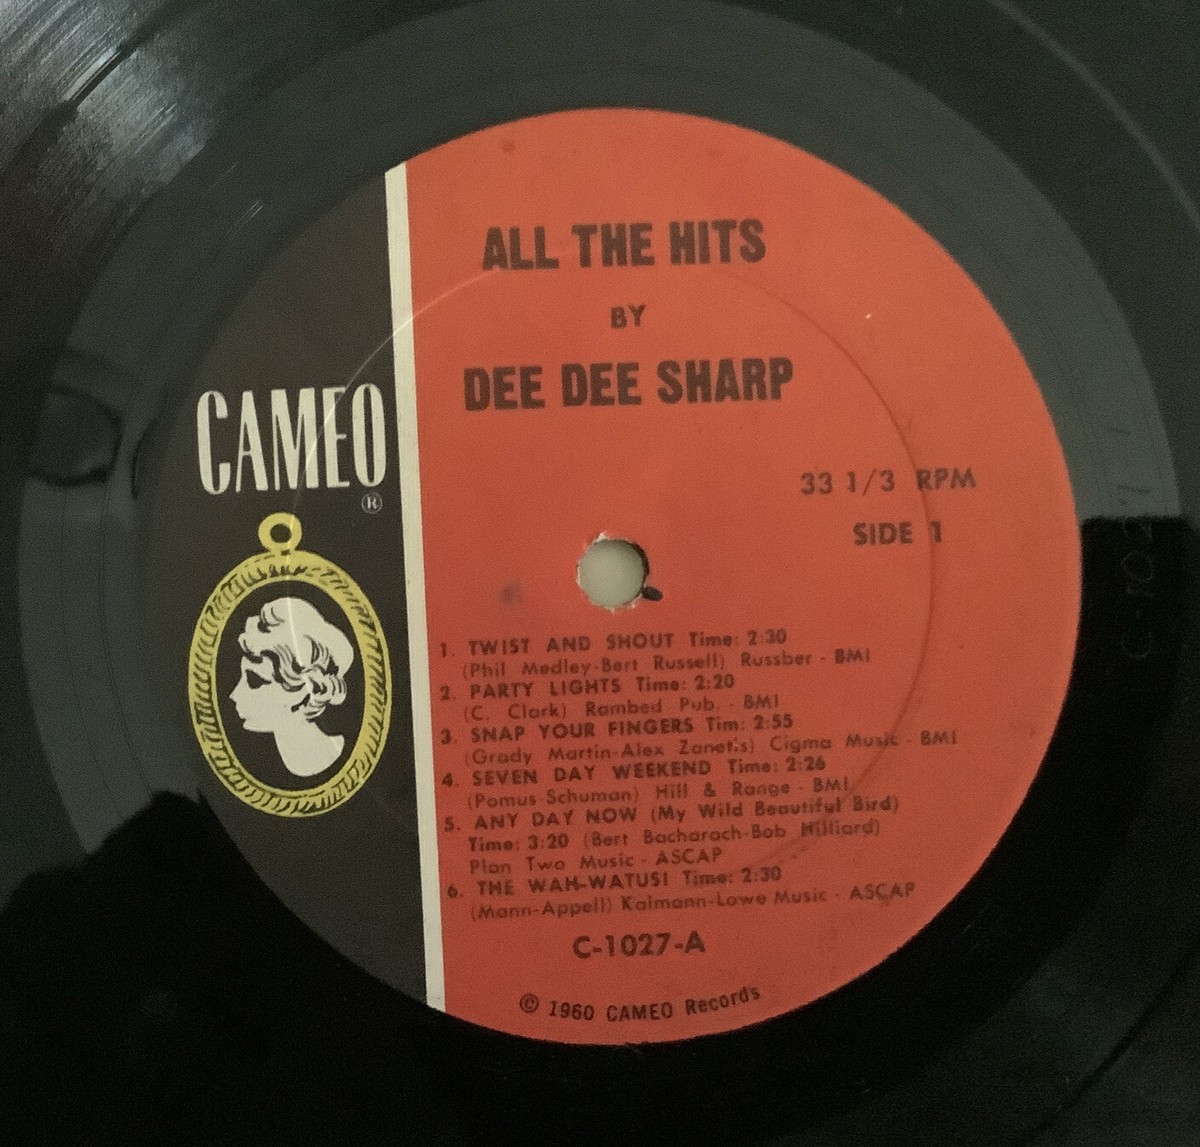 ALL THE HITS
BY
DEE DEE SHARP
CAMEO
®
33 1/3 RPM
SIDE 1
1. TWIST AND SHOUT Time: 2:30
(Phil Medley-Bert Russell) Russber - BMI
2. PARTY LIGHTS Time: 2:20
(C. Clark) Rambed Pub. - BMI
3. SNAP YOUR FINGERS Tim: 2:55
(Grady Martin-Alex Zanetis) Cigma Music - BMI
4. SEVEN DAY WEEKEND Time: 2:26
(Pomus-Schuman) Hill & Range - BMI
5. ANY DAY NOW (My Wild Beautiful Bird)
Time: 3:20 (Bert Bacharach-Bob Hilliard)
Plan Two Music - ASCAP
6. THE WAH-WATUSI Time: 2:30
(Mann-Appell) Kalmann-Lowe Music - ASCAP
C-1027-A
© 1960 CAMEO Records